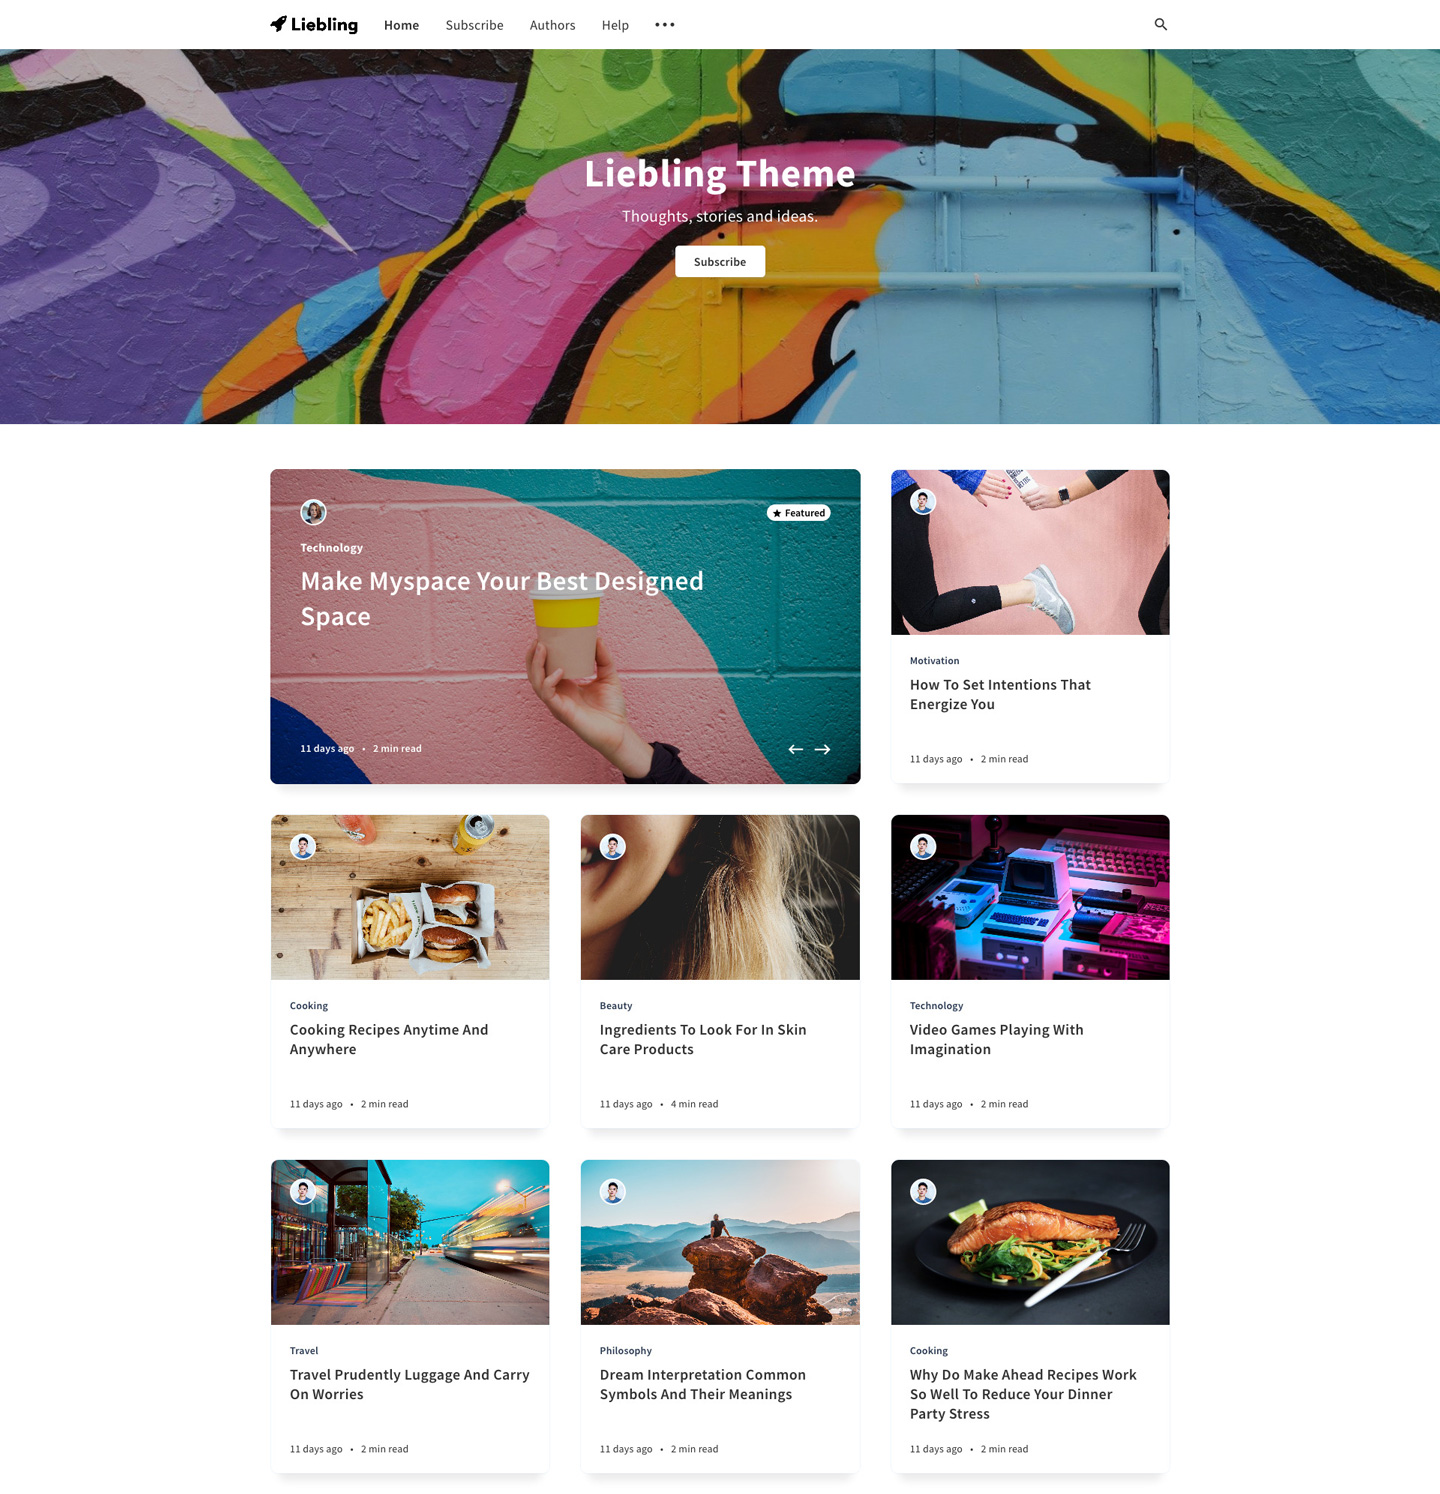 Liebling
Home
Subscribe
Authors
Help
Liebling Theme
Thoughts, stories and ideas.
Subscribe
Featured
Technology
Make Myspace Your Best Designed
Space
11 days ago • 2 min read
Motivation
How To Set Intentions That
Energize You
11 days ago • 2 min read
Cooking
Cooking Recipes Anytime And
Anywhere
11 days ago • 2 min read
Beauty
Ingredients To Look For In Skin
Care Products
11 days ago • 4 min read
Technology
Video Games Playing With
Imagination
11 days ago • 2 min read
Travel
Travel Prudently Luggage And Carry
On Worries
11 days ago • 2 min read
Philosophy
Dream Interpretation Common
Symbols And Their Meanings
11 days ago • 2 min read
Cooking
Why Do Make Ahead Recipes Work
So Well To Reduce Your Dinner
Party Stress
11 days ago • 2 min read